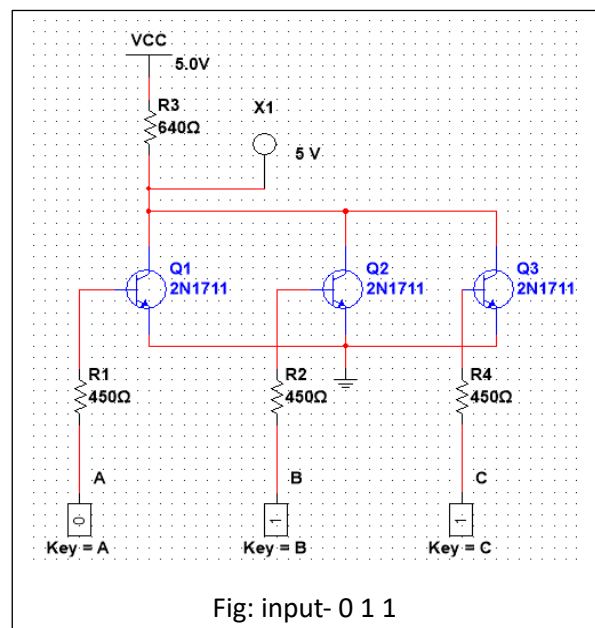 VCC
5.0V
R3
640Ω
X1
5 V
Q1
2N1711
Q2
2N1711
Q3
2N1711
R1
450Ω
R2
450Ω
R4
450Ω
A
B
C
0
1
1
Key = A
Key = B
Key = C
Fig: input- 0 1 1